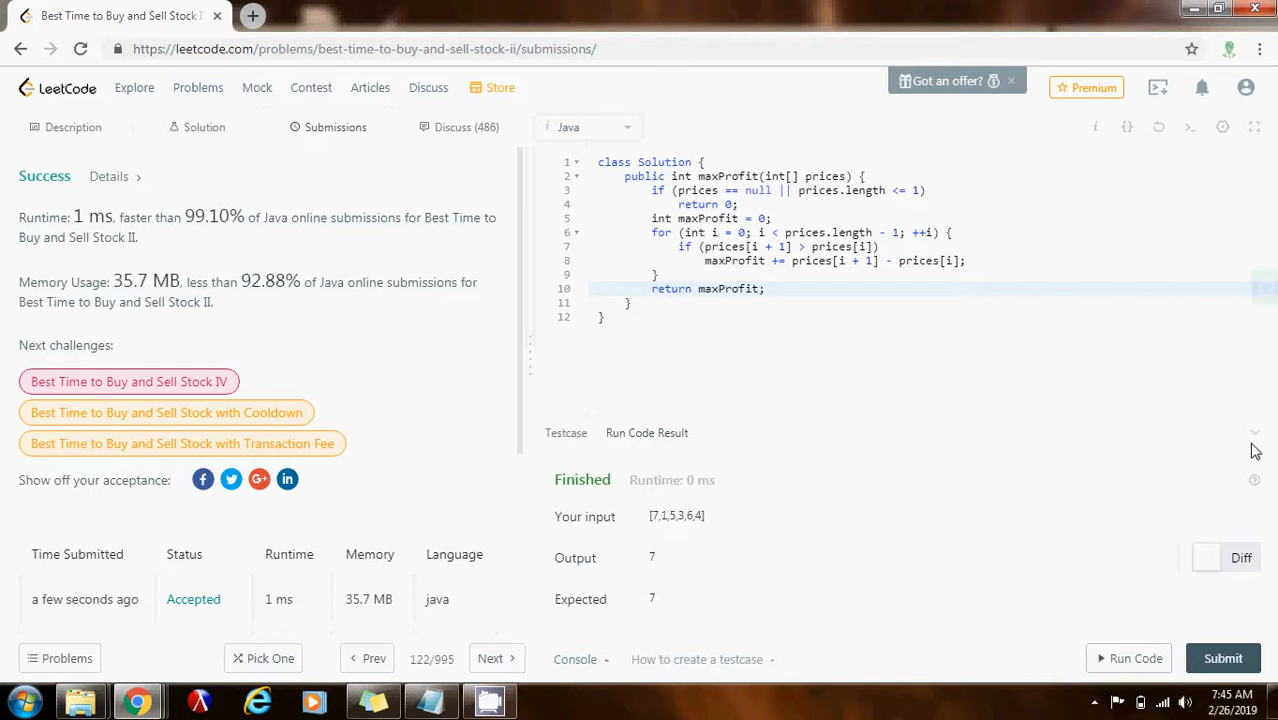 Best Time to Buy and Sell Stock I
https://leetcode.com/problems/best-time-to-buy-and-sell-stock-ii/submissions/
LeetCode
Explore
Problems
Mock
Contest
Articles
Discuss
Store
Got an offer?
Premium
Description
Solution
Submissions
Discuss (486)
Java
Success
Details
Runtime: 1 ms, faster than 99.10% of Java online submissions for Best Time to
Buy and Sell Stock II.
Memory Usage: 35.7 MB, less than 92.88% of Java online submissions for
Best Time to Buy and Sell Stock II.
Next challenges:
Best Time to Buy and Sell Stock IV
Best Time to Buy and Sell Stock with Cooldown
Best Time to Buy and Sell Stock with Transaction Fee
Show off your acceptance:
Time Submitted Status Runtime Memory Language
a few seconds ago Accepted 1 ms 35.7 MB java
1 class Solution {
2 public int maxProfit(int[] prices) {
3 if (prices == null || prices.length <= 1)
4 return 0;
5 int maxProfit = 0;
6 for (int i = 0; i < prices.length - 1; ++i) {
7 if (prices[i + 1] > prices[i])
8 maxProfit += prices[i + 1] - prices[i];
9 }
10 return maxProfit;
11 }
12 }
Testcase Run Code Result
Finished Runtime: 0 ms
Your input [7,1,5,3,6,4]
Output 7
Diff
Expected 7
Problems
Pick One
Prev
122/995
Next
Console
How to create a testcase
Run Code
Submit
7:45 AM
2/26/2019